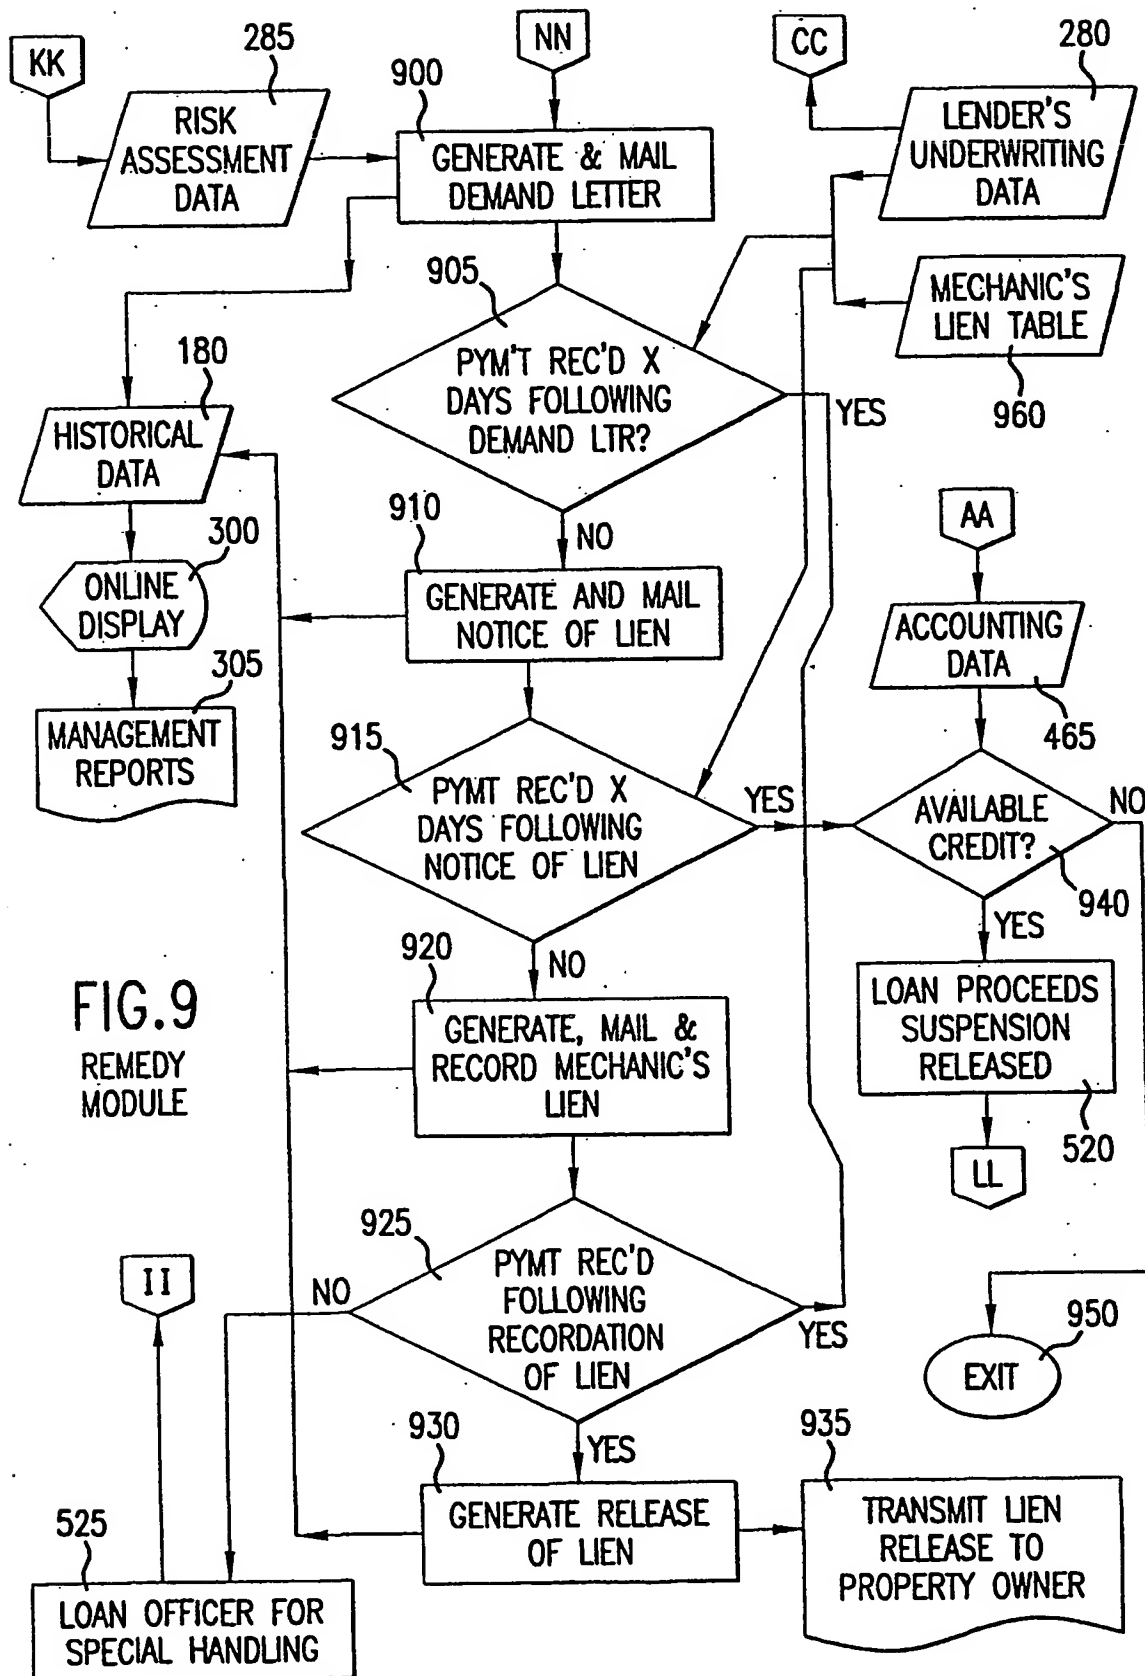 KK
285
NN
CC
280
900
RISK
ASSESSMENT
DATA
GENERATE & MAIL
DEMAND LETTER
LENDER'S
UNDERWRITING
DATA
905
MECHANIC'S
LIEN TABLE
960
180
PYM'T REC'D X
DAYS FOLLOWING
DEMAND LTR?
YES
HISTORICAL
DATA
910
NO
AA
300
ONLINE
DISPLAY
GENERATE AND MAIL
NOTICE OF LIEN
ACCOUNTING
DATA
465
305
MANAGEMENT
REPORTS
915
PYMT REC'D X
DAYS FOLLOWING
NOTICE OF LIEN
YES
AVAILABLE
CREDIT?
NO
940
YES
920
NO
FIG.9
REMEDY
MODULE
GENERATE, MAIL &
RECORD MECHANIC'S
LIEN
LOAN PROCEEDS
SUSPENSION
RELEASED
520
LL
925
II
NO
PYMT REC'D
FOLLOWING
RECORDATION
OF LIEN
YES
950
EXIT
930
YES
935
GENERATE RELEASE
OF LIEN
TRANSMIT LIEN
RELEASE TO
PROPERTY OWNER
525
LOAN OFFICER FOR
SPECIAL HANDLING